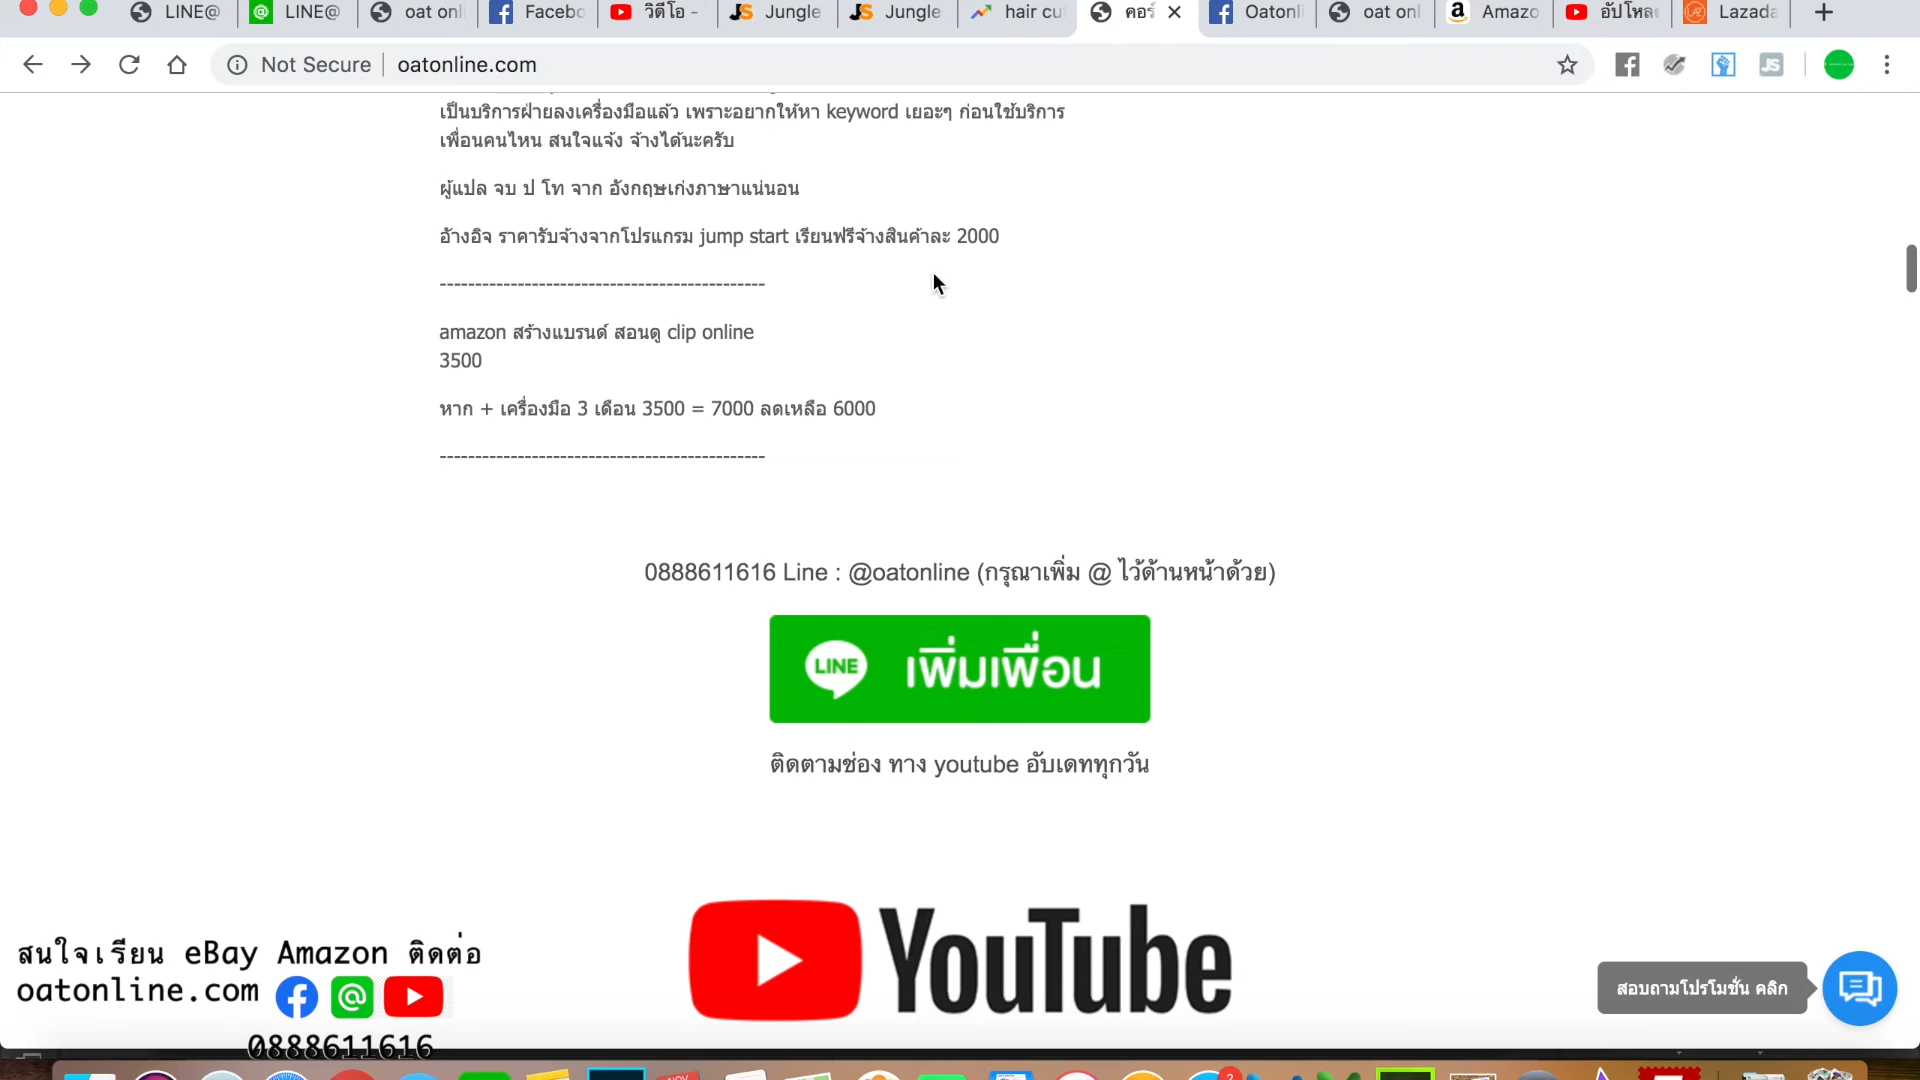 LINE@
LINE@
oat onl
Facebo
วิดีโอ -
Jungle
Jungle
hair cu
คอร์
Oatonl
oat onl
Amazo
อัปโหล
Lazada
Not Secure
oatonline.com
เป็นบริการฝ่ายลงเครื่องมือแล้ว เพราะอยากให้หา keyword เยอะๆ ก่อนใช้บริการ
เพื่อนคนไหน สนใจแจ้ง จ้างได้นะครับ
ผู้แปล จบ ป โท จาก อังกฤษเก่งภาษาแน่นอน
อ้างอิจ ราคารับจ้างจากโปรแกรม jump start เรียนฟรีจ้างสินค้าละ 2000
----------------------------------------------
amazon สร้างแบรนด์ สอนดู clip online
3500
หาก + เครื่องมือ 3 เดือน 3500 = 7000 ลดเหลือ 6000
----------------------------------------------
0888611616 Line : @oatonline (กรุณาเพิ่ม @ ไว้ด้านหน้าด้วย)
LINE เพิ่มเพื่อน
ติดตามช่อง ทาง youtube อับเดททุกวัน
YouTube
สนใจเรียน eBay Amazon ติดต่อ
oatonline.com
0888611616
สอบถามโปรโมชั่น คลิก